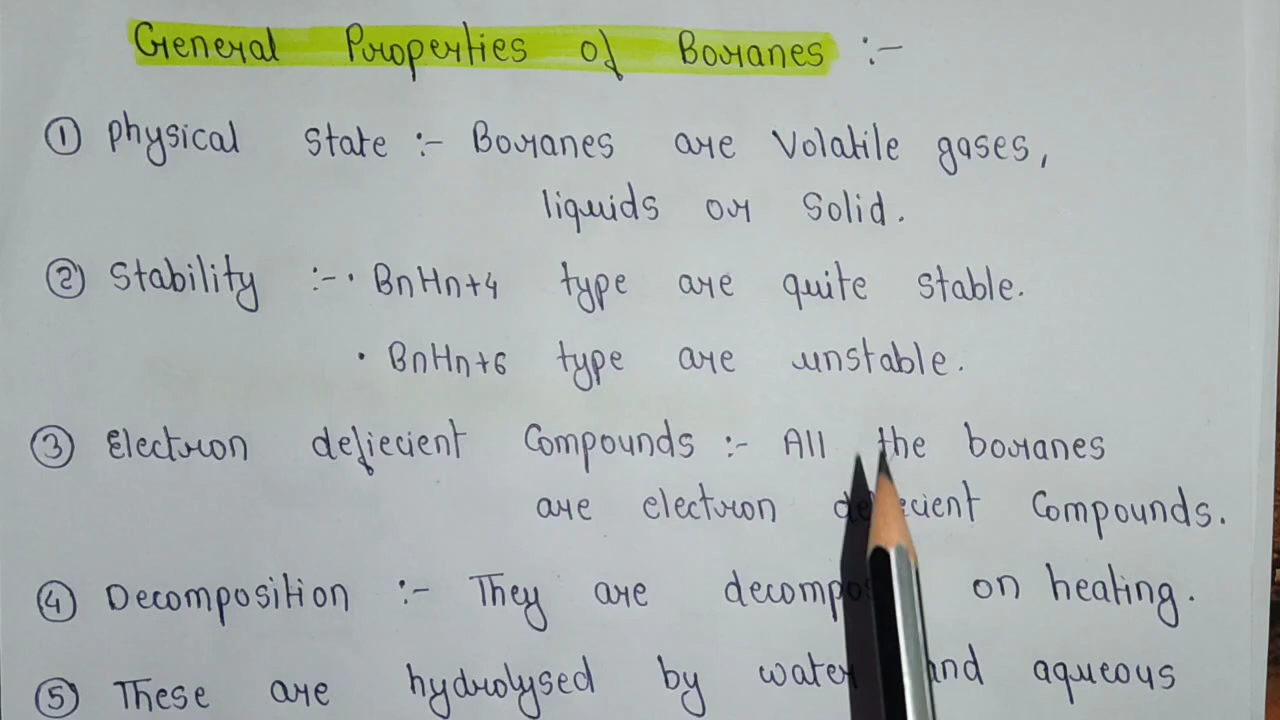 General Properties of Boranes :-
① Physical state :- Boranes are volatile gases,
liquids or solid.
② Stability :- · BnHn+4 type are quite stable.
· BnHn+6 type are unstable.
③ Electron defiecient Compounds :- All the boranes
are electron Compounds.
④ Decomposition :- They are on heating.
⑤ These are hydrolysed by water and aqueous